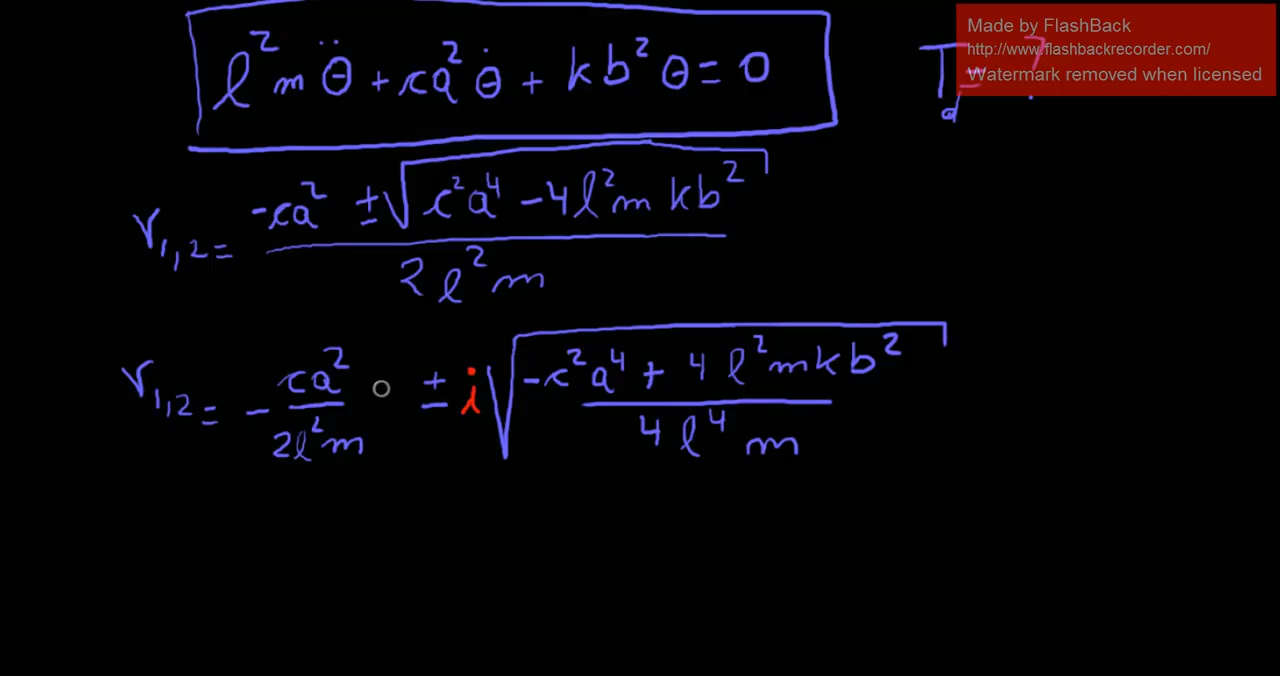 Made by FlashBack
http://www.flashbackrecorder.com/
Watermark removed when licensed
l²mθ̈ + ca²θ̇ + kb²θ = 0
T_d = ?
r₁,₂ = (-ca² ± √(c²a⁴ - 4l²mkb²)) / 2l²m
r₁,₂ = - ca²/2l²m ± i√((-c²a⁴ + 4l²mkb²) / 4l⁴m)